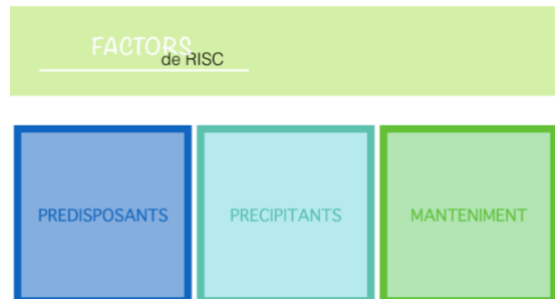 FACTORS
de RISC
PREDISPOSANTS
PRECIPITANTS
MANTENIMENT